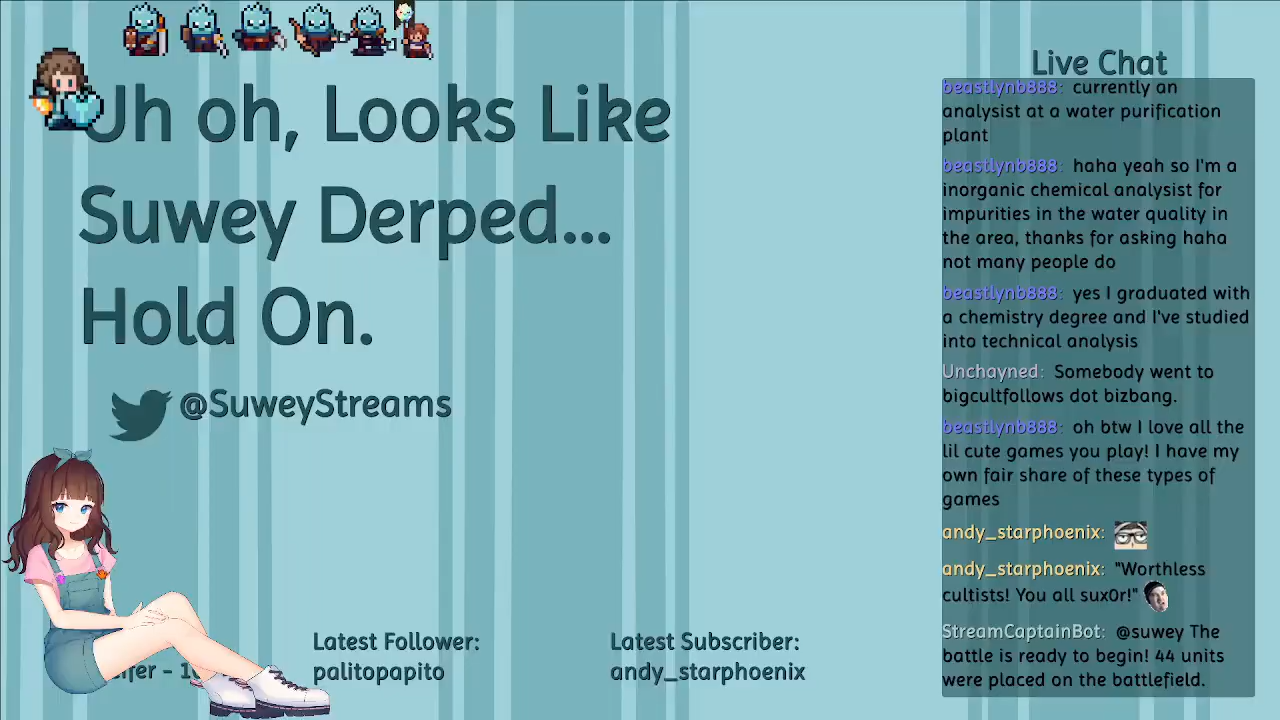 Uh oh, Looks Like
Suwey Derped...
Hold On.
@SuweyStreams
Latest Follower:
palitopapito
Latest Subscriber:
andy_starphoenix
Live Chat
beastlynb888: currently an
analysist at a water purification
plant
beastlynb888: haha yeah so I'm a
inorganic chemical analysist for
impurities in the water quality in
the area, thanks for asking haha
not many people do
beastlynb888: yes I graduated with
a chemistry degree and I've studied
into technical analysis
Unchayned: Somebody went to
bigcultfollows dot bizbang.
beastlynb888: oh btw I love all the
lil cute games you play! I have my
own fair share of these types of
games
andy_starphoenix:
andy_starphoenix: "Worthless
cultists! You all sux0r!"
StreamCaptainBot: @suwey The
battle is ready to begin! 44 units
were placed on the battlefield.